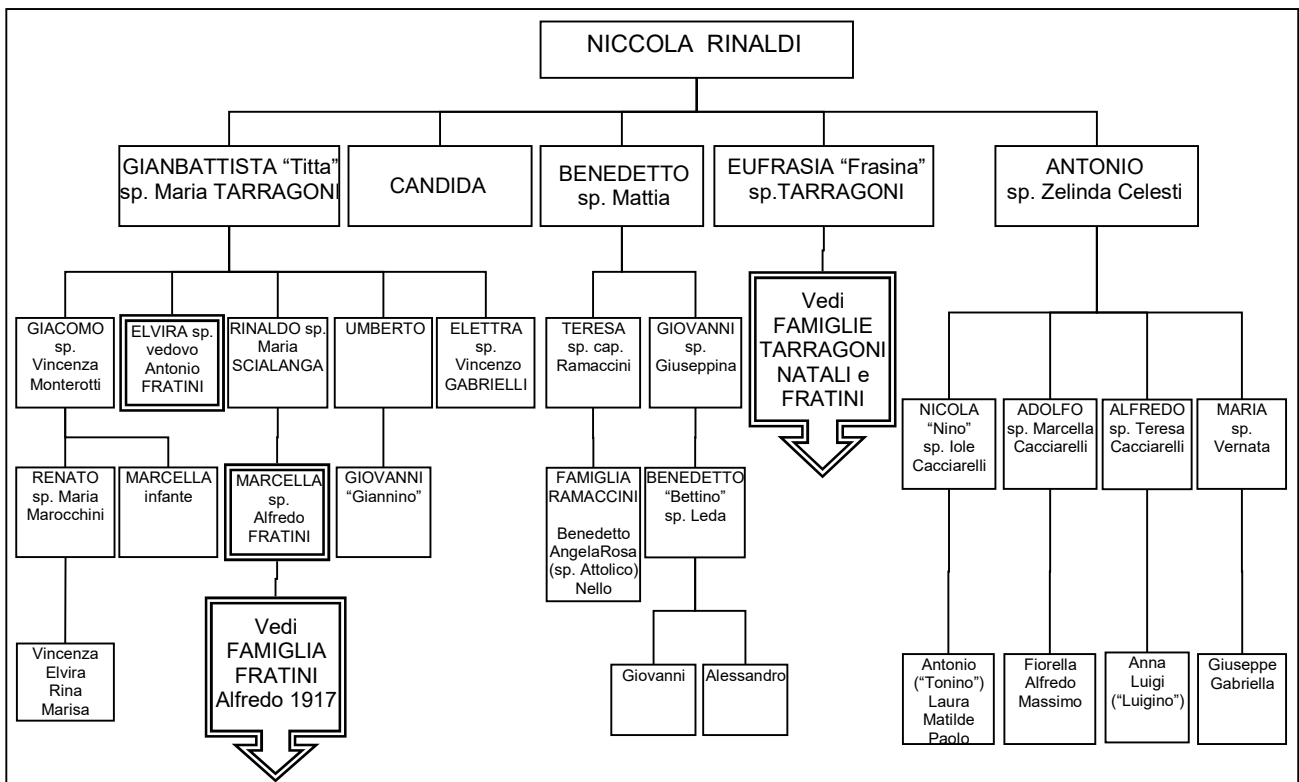 NICCOLA RINALDI
GIANBATTISTA “Titta”
sp. Maria TARRAGONI
CANDIDA
BENEDETTO
sp. Mattia
EUFRASIA “Frasina”
sp.TARRAGONI
ANTONIO
sp. Zelinda Celesti
GIACOMO
sp.
Vincenza
Monterotti
ELVIRA sp.
vedovo
Antonio
FRATINI
RINALDO sp.
Maria
SCIALANGA
UMBERTO
ELETTRA
sp.
Vincenzo
GABRIELLI
TERESA
sp. cap.
Ramaccini
GIOVANNI
sp.
Giuseppina
Vedi
FAMIGLIE
TARRAGONI
NATALI e
FRATINI
NICOLA
“Nino”
sp. Iole
Cacciarelli
ADOLFO
sp. Marcella
Cacciarelli
ALFREDO
sp. Teresa
Cacciarelli
MARIA
sp.
Vernata
RENATO
sp. Maria
Marocchini
MARCELLA
infante
MARCELLA
sp.
Alfredo
FRATINI
GIOVANNI
“Giannino”
FAMIGLIA
RAMACCINI
Benedetto
AngelaRosa
(sp. Attolico)
Nello
BENEDETTO
“Bettino”
sp. Leda
Vincenza
Elvira
Rina
Marisa
Vedi
FAMIGLIA
FRATINI
Alfredo 1917
Giovanni
Alessandro
Antonio
(“Tonino”)
Laura
Matilde
Paolo
Fiorella
Alfredo
Massimo
Anna
Luigi
(“Luigino”)
Giuseppe
Gabriella